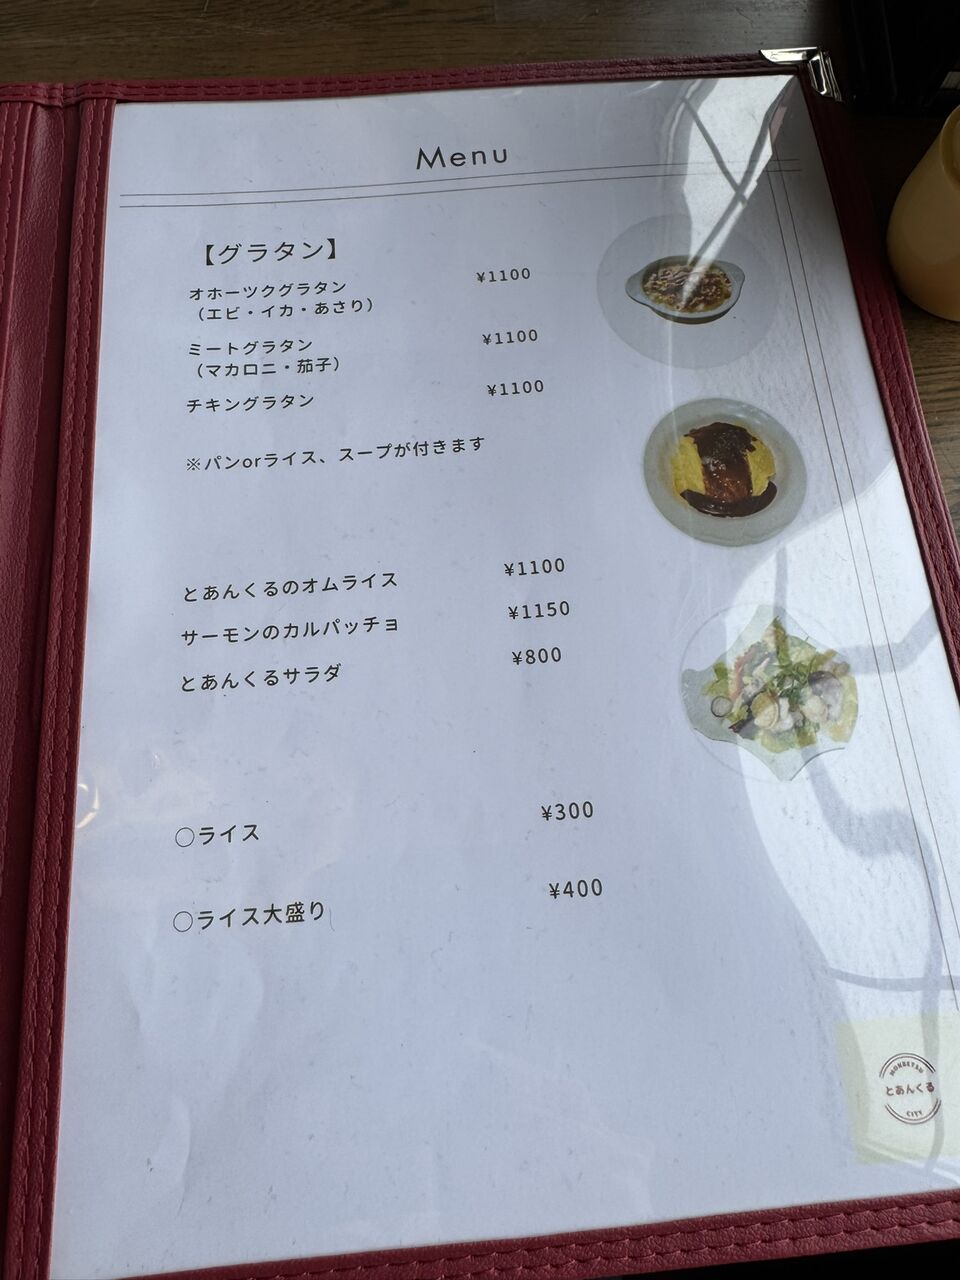 Menu
【グラタン】
オホーツクグラタン ¥1100
（エビ・イカ・あさり）
ミートグラタン ¥1100
（マカロニ・茄子）
チキングラタン ¥1100
※パンorライス、スープが付きます
とあんくるのオムライス ¥1100
サーモンのカルパッチョ ¥1150
とあんくるサラダ ¥800
○ライス ¥300
○ライス大盛り ¥400
MONBETSU
とあんくる
CITY